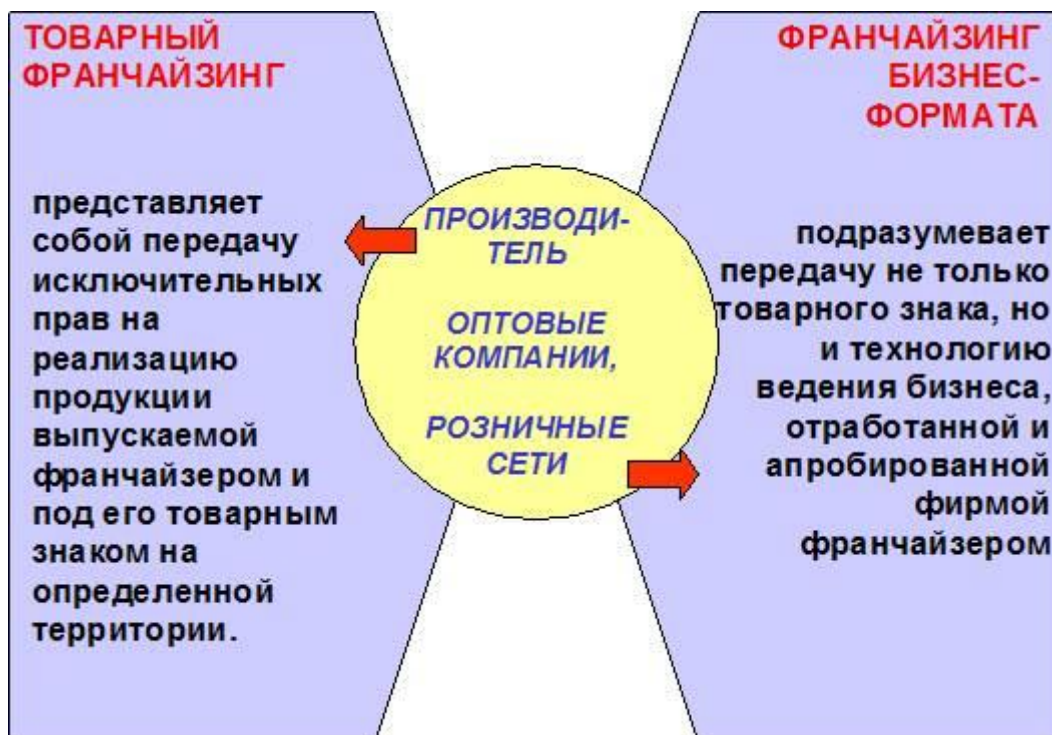 ТОВАРНЫЙ
ФРАНЧАЙЗИНГ
представляет
собой передачу
исключительных
прав на
реализацию
продукции
выпускаемой
франчайзером и
под его товарным
знаком на
определенной
территории.
ПРОИЗВОДИ-
ТЕЛЬ
ОПТОВЫЕ
КОМПАНИИ,
РОЗНИЧНЫЕ
СЕТИ
ФРАНЧАЙЗИНГ
БИЗНЕС-
ФОРМАТА
подразумевает
передачу не только
товарного знака, но
и технологию
ведения бизнеса,
отработанной и
апробированной
фирмой
франчайзером